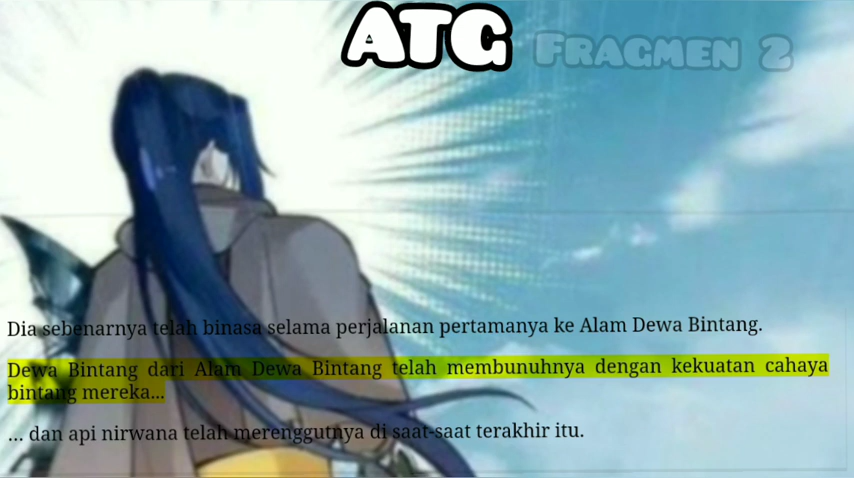 ATG FRAGMEN 2
Dia sebenarnya telah binasa selama perjalanan pertamanya ke Alam Dewa Bintang.
Dewa Bintang dari Alam Dewa Bintang telah membunuhnya dengan kekuatan cahaya
bintang mereka...
... dan api nirwana telah merenggutnya di saat-saat terakhir itu.